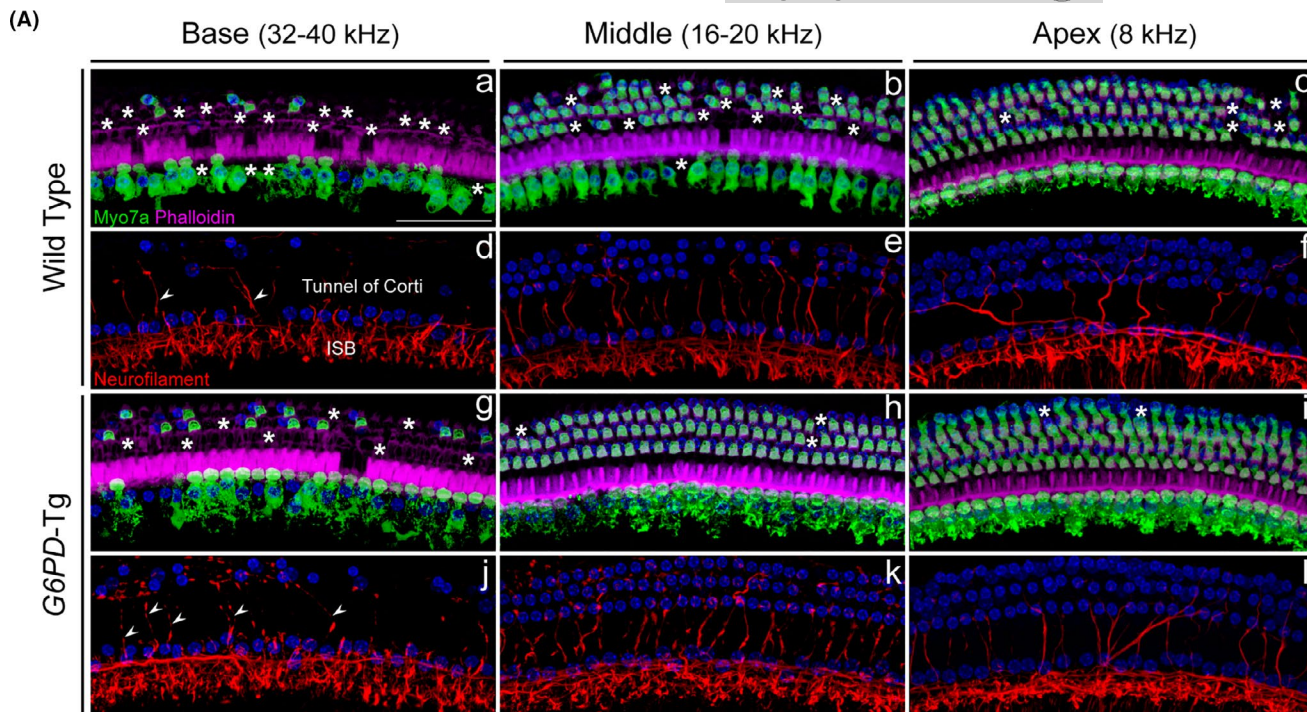 (A)
Base (32-40 kHz) Middle (16-20 kHz) Apex (8 kHz)
Wild Type
a b c
* * * * * * * * * * * * * * * * * *
Myo7a Phalloidin
d e f
Tunnel of Corti
ISB
Neurofilament
G6PD-Tg
g h i
j k l